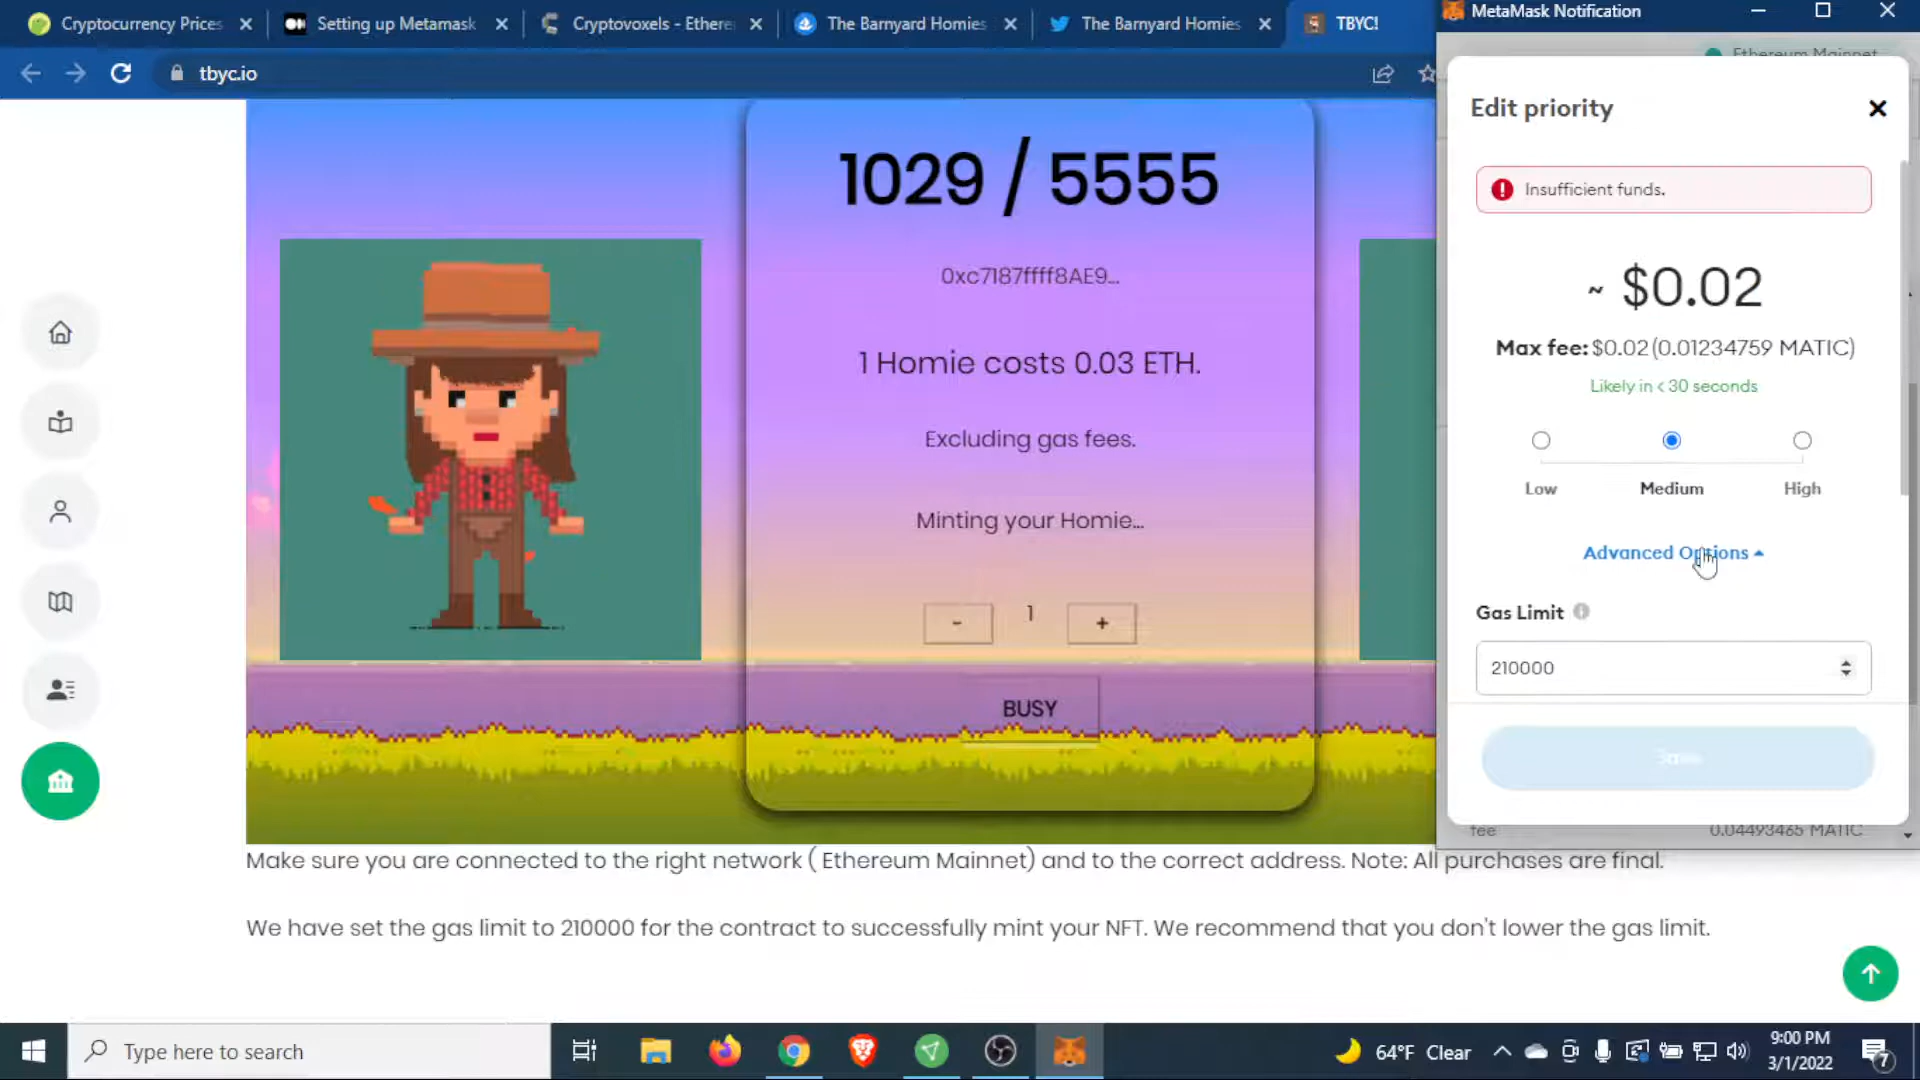 Cryptocurrency Prices
Setting up Metamask
Cryptovoxels - Ethere
The Barnyard Homies
The Barnyard Homies
TBYC!
MetaMask Notification
tbyc.io
Ethereum Mainnet
Edit priority
Insufficient funds.
~ $0.02
Max fee: $0.02 (0.01234759 MATIC)
Likely in < 30 seconds
Low
Medium
High
Advanced Options
Gas Limit
210000
Save
fee
0.04493465 MATIC
1029 / 5555
0xc7187ffff8AE9...
1 Homie costs 0.03 ETH.
Excluding gas fees.
Minting your Homie...
-
1
+
BUSY
Make sure you are connected to the right network ( Ethereum Mainnet) and to the correct address. Note: All purchases are final.
We have set the gas limit to 210000 for the contract to successfully mint your NFT. We recommend that you don't lower the gas limit.
Type here to search
64°F Clear
9:00 PM
3/1/2022
7